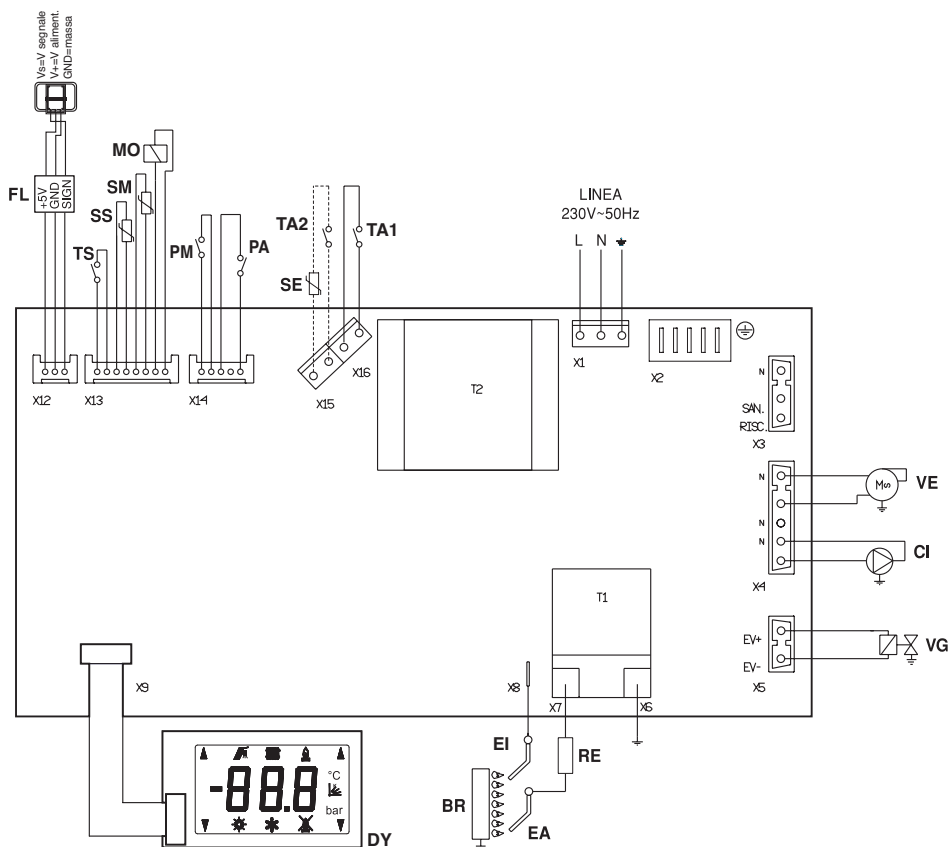 Vs=V segnale
V+=V aliment.
GND=massa
MO
FL
+5V
GND
SIGN
SM
SS
TS
PM
PA
TA2
TA1
SE
LINEA
230V~50Hz
L N
X12
X13
X14
X15
X16
T2
X1
X2
N
SAN.
RISC.
X3
N
N
N
X4
Ms
VE
CI
T1
EV+
EV-
X5
VG
X9
X8
X7
X6
EI
RE
BR
EA
-88.8
°C
bar
DY